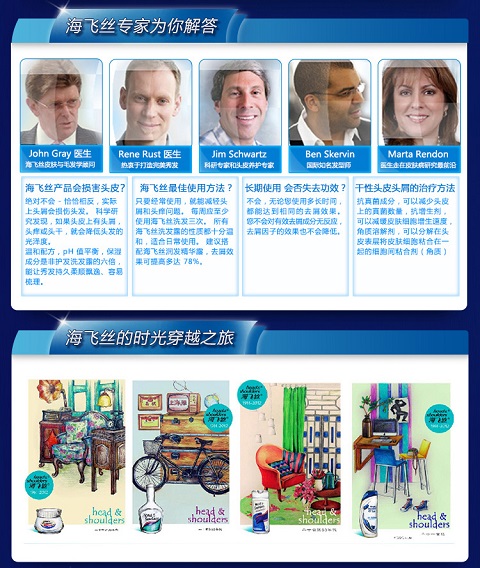 海飞丝专家为你解答
John Gray 医生
海飞丝皮肤与毛发学顾问
Rene Rust 医生
热衷于打造完美秀发
Jim Schwartz
科研专家和头皮养护专家
Ben Skervin
国际知名发型师
Marta Rendon
医生走在皮肤病研究最前沿
海飞丝产品会损害头皮?
绝对不会 - 恰恰相反，实际
上头屑会损伤头发。 科学研
究发现，如果头皮上有头屑，
头痒或头干，就会降低头发的
光泽度。
温和配方，pH 值平衡，保湿
成分是非护发洗发露的六倍，
能让秀发持久柔顺飘逸、容易
梳理。
海飞丝最佳使用方法 ?
只要经常使用，就能减轻头
屑和头痒问题。 每周应至少
使用海飞丝洗发三次。 所有
海飞丝洗发露的性质都十分温
和，适合日常使用。 建议搭
配海飞丝润发精华露，去屑效
果可提高多达 78%。
长期使用 会否失去功效 ?
不会，无论您使用多长时间，
都能达到相同的去屑效果。
您不会对有效去屑成分无反应，
去屑因子的效果也不会降低。
干性头皮头屑的治疗方法
抗真菌成分，可以减少头皮
上的真菌数量，抗增生剂，
可以减缓皮肤细胞增生速度，
角质溶解剂，可以分解在头
皮表层将皮肤细胞粘合在一
起的细胞间粘合剂（角质）
海飞丝的时光穿越之旅
head &
shoulders
head &
shoulders
head &
shoulders
head &
shoulders